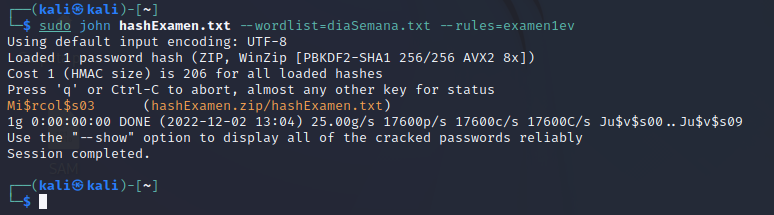 ┌──(kali㉿kali)-[~]
└─$ sudo john hashExamen.txt --wordlist=diaSemana.txt --rules=examen1ev
Using default input encoding: UTF-8
Loaded 1 password hash (ZIP, WinZip [PBKDF2-SHA1 256/256 AVX2 8x])
Cost 1 (HMAC size) is 206 for all loaded hashes
Press 'q' or Ctrl-C to abort, almost any other key for status
Mi$rcol$s03      (hashExamen.zip/hashExamen.txt)
1g 0:00:00:00 DONE (2022-12-02 13:04) 25.00g/s 17600p/s 17600c/s 17600C/s Ju$v$s00..Ju$v$s09
Use the "--show" option to display all of the cracked passwords reliably
Session completed.
┌──(kali㉿kali)-[~]
└─$